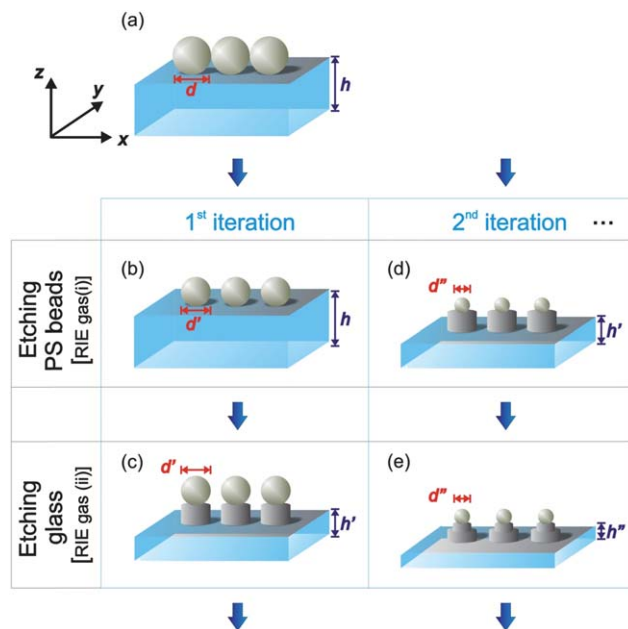 (a)
z
y
x
d
h
1st iteration
2nd iteration ...
Etching
PS beads
[RIE gas(i)]
(b)
d'
h
(d)
d"
h'
Etching
glass
[RIE gas (ii)]
(c)
d'
h'
(e)
d"
h"